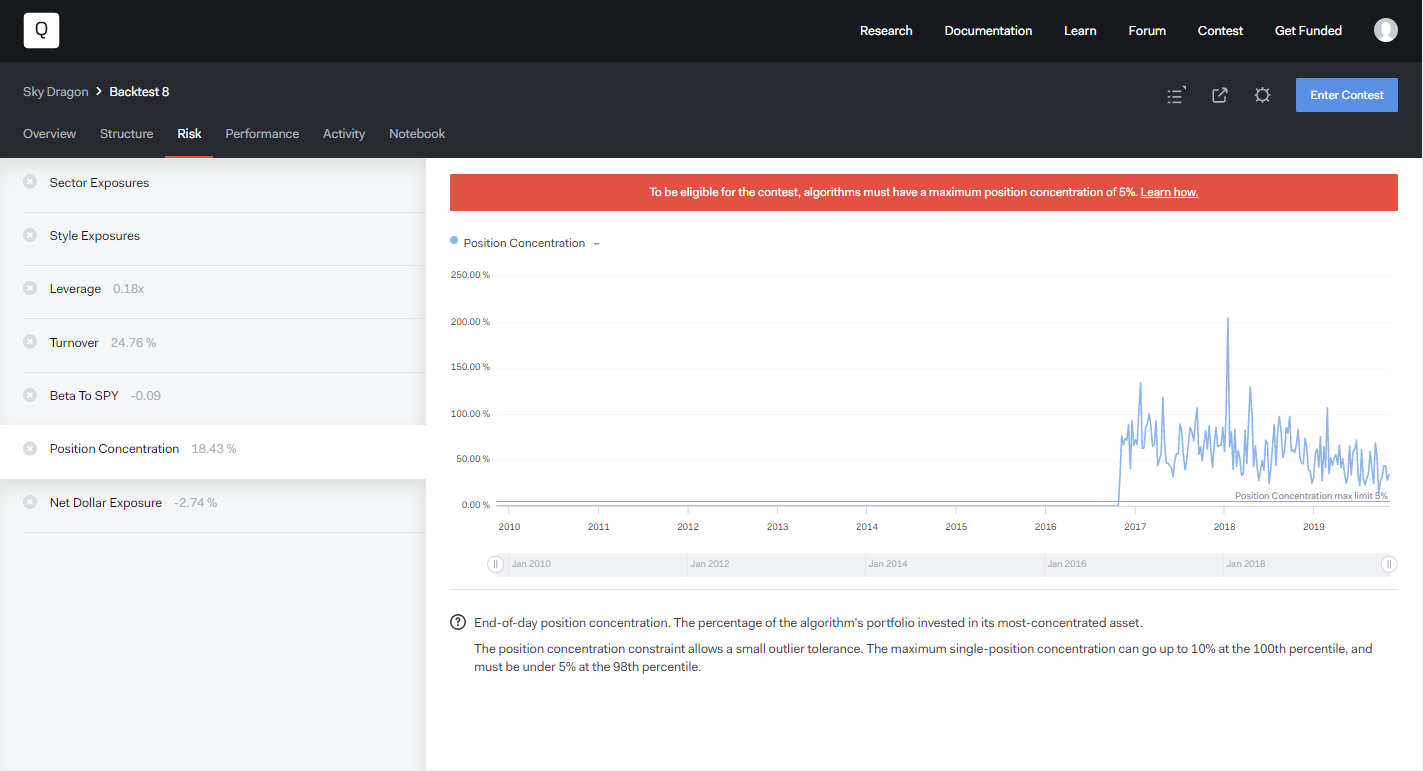 Q
Research Documentation Learn Forum Contest Get Funded
Sky Dragon Backtest 8
Enter Contest
Overview Structure Risk Performance Activity Notebook
Sector Exposures
Style Exposures
Leverage 0.18x
Turnover 24.76 %
Beta To SPY -0.09
Position Concentration 18.43 %
Net Dollar Exposure -2.74 %
To be eligible for the contest, algorithms must have a maximum position concentration of 5%. Learn how.
Position Concentration –
250.00 %
200.00 %
150.00 %
100.00 %
50.00 %
0.00 %
Position Concentration max limit 5%
2010 2011 2012 2013 2014 2015 2016 2017 2018 2019
Jan 2010 Jan 2012 Jan 2014 Jan 2016 Jan 2018
End-of-day position concentration. The percentage of the algorithm's portfolio invested in its most-concentrated asset.
The position concentration constraint allows a small outlier tolerance. The maximum single-position concentration can go up to 10% at the 100th percentile, and
must be under 5% at the 98th percentile.